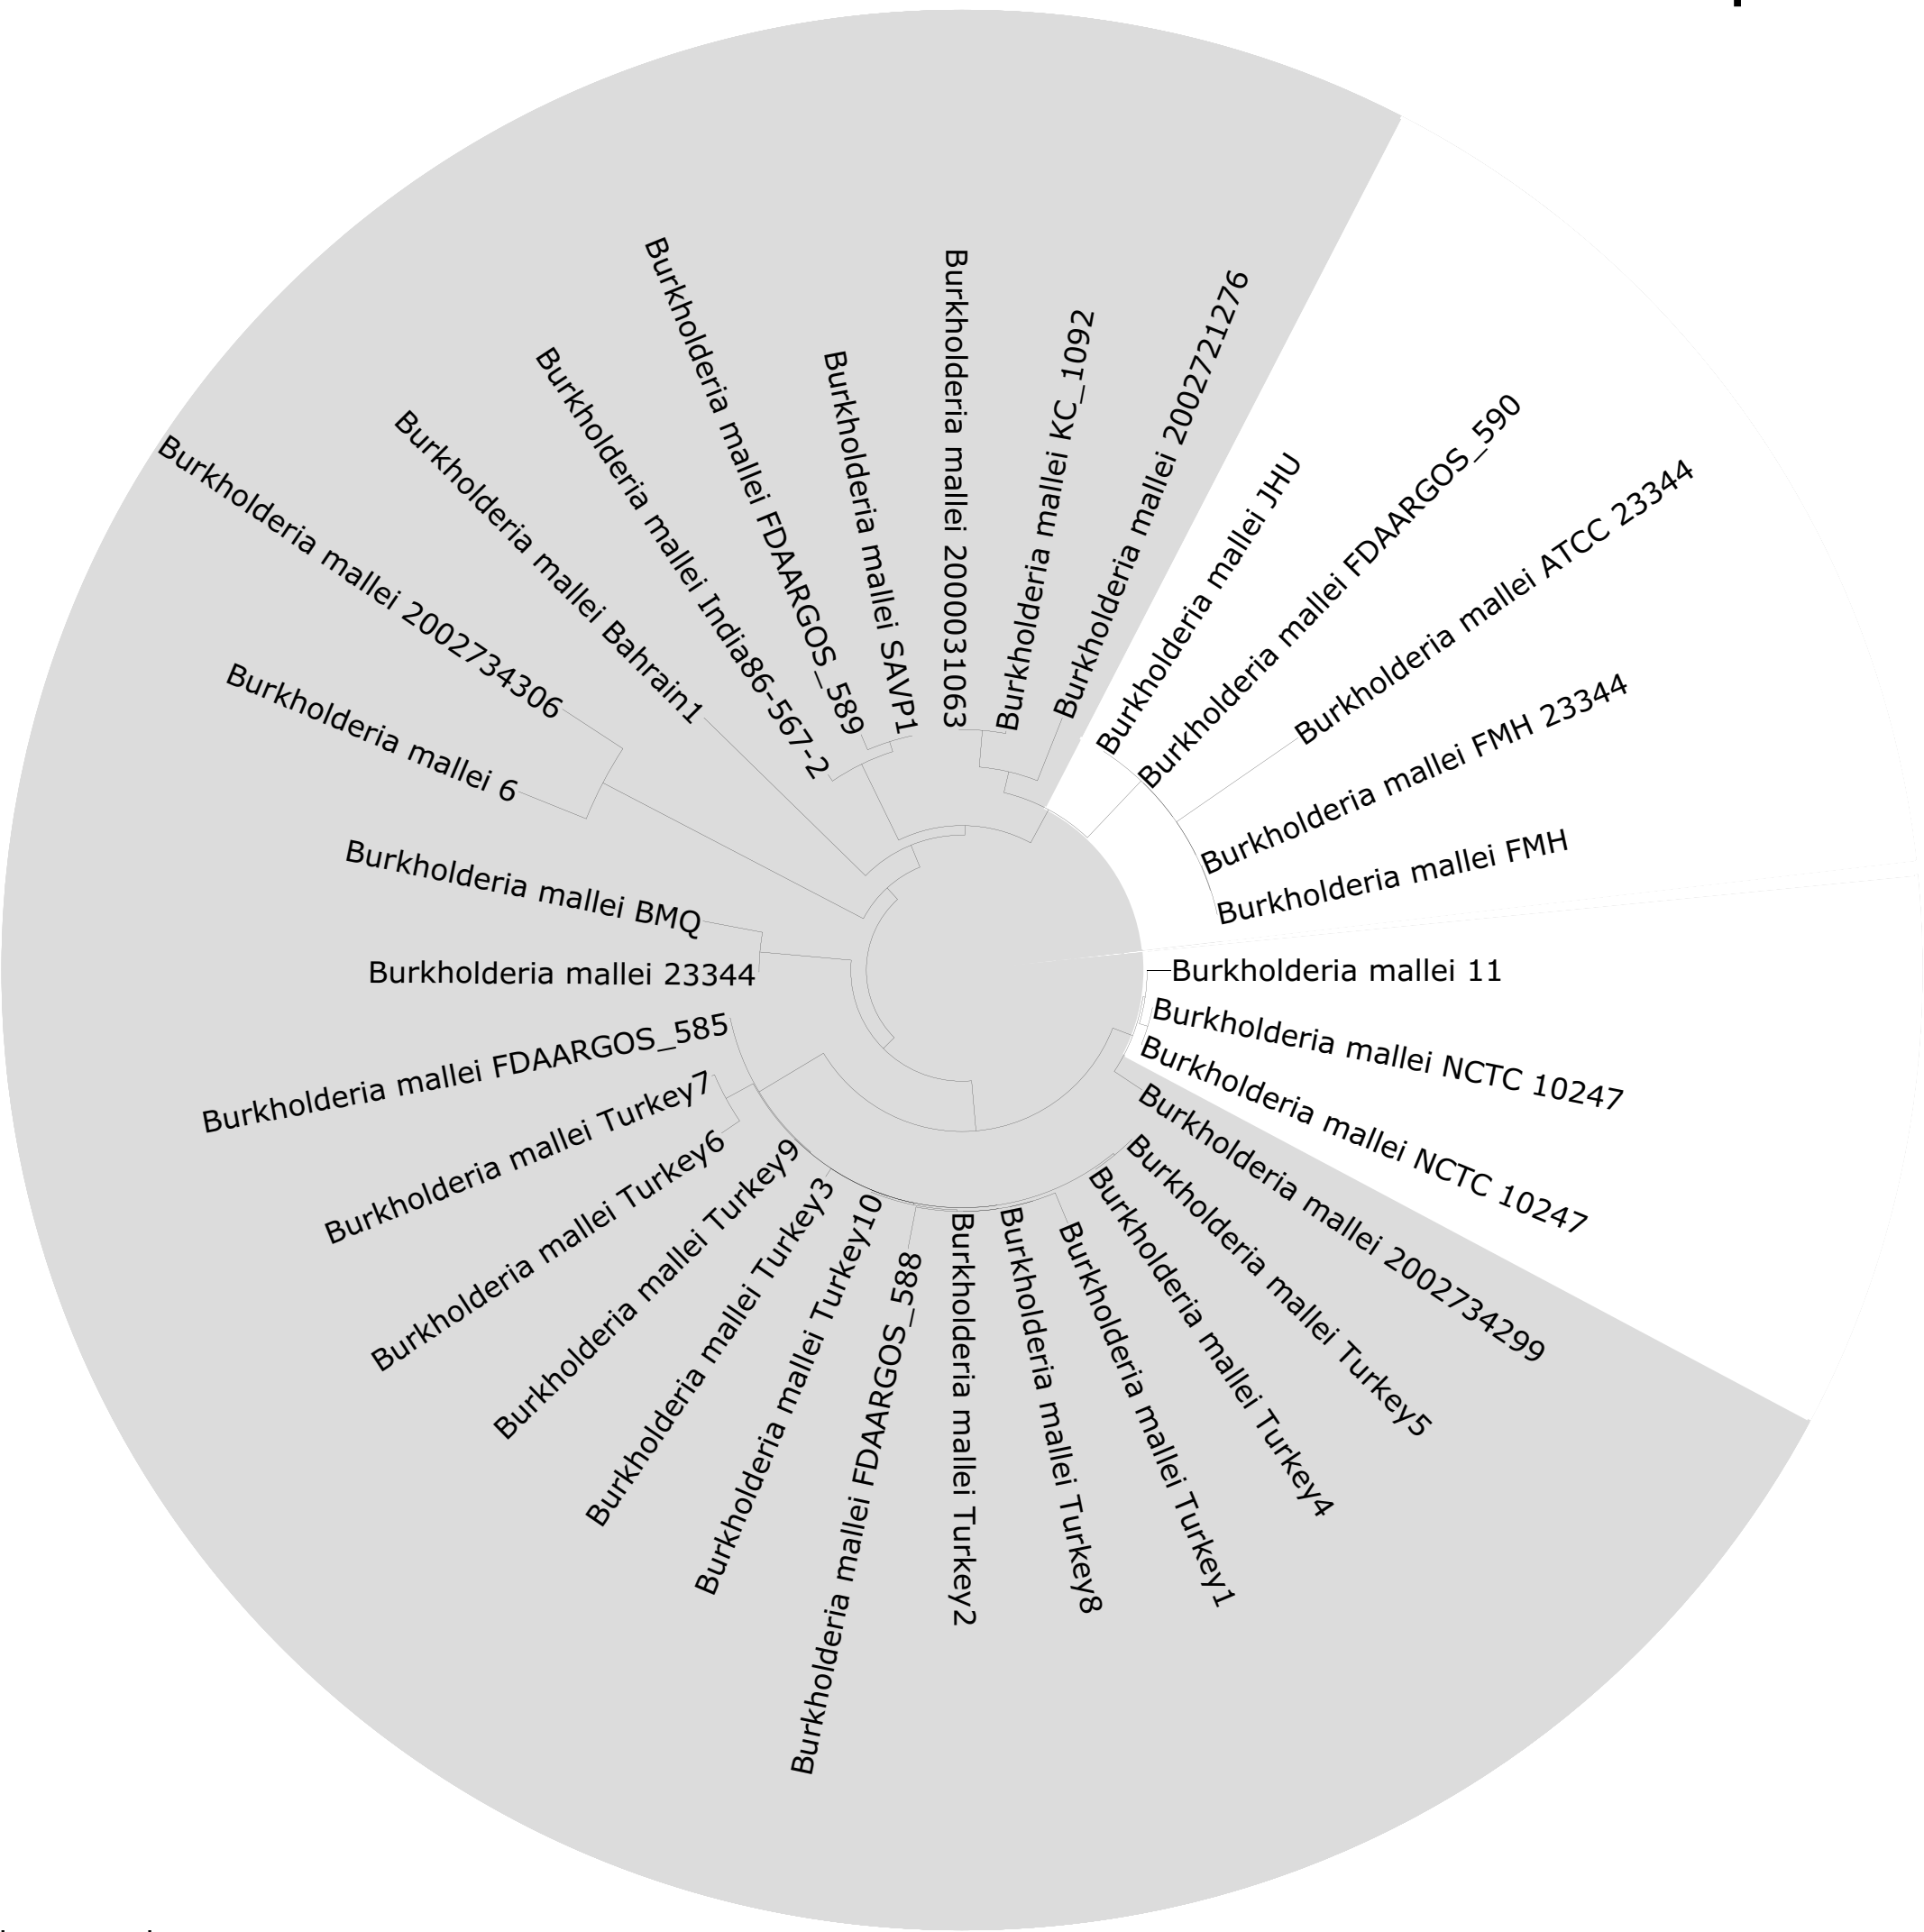 Burkholderia mallei 2000031063
Burkholderia mallei KC_1092
Burkholderia mallei 2002721276
Burkholderia mallei JHU
Burkholderia mallei FDAARGOS_590
Burkholderia mallei ATCC 23344
Burkholderia mallei FMH 23344
Burkholderia mallei FMH
Burkholderia mallei 11
Burkholderia mallei NCTC 10247
Burkholderia mallei NCTC 10247
Burkholderia mallei 2002734299
Burkholderia mallei Turkey5
Burkholderia mallei Turkey4
Burkholderia mallei Turkey1
Burkholderia mallei Turkey8
Burkholderia mallei Turkey2
Burkholderia mallei FDAARGOS_588
Burkholderia mallei Turkey10
Burkholderia mallei Turkey3
Burkholderia mallei Turkey9
Burkholderia mallei Turkey6
Burkholderia mallei Turkey7
Burkholderia mallei FDAARGOS_585
Burkholderia mallei 23344
Burkholderia mallei BMQ
Burkholderia mallei 6
Burkholderia mallei 2002734306
Burkholderia mallei Bahrain1
Burkholderia mallei India86-567-2
Burkholderia mallei FDAARGOS_589
Burkholderia mallei SAVP1